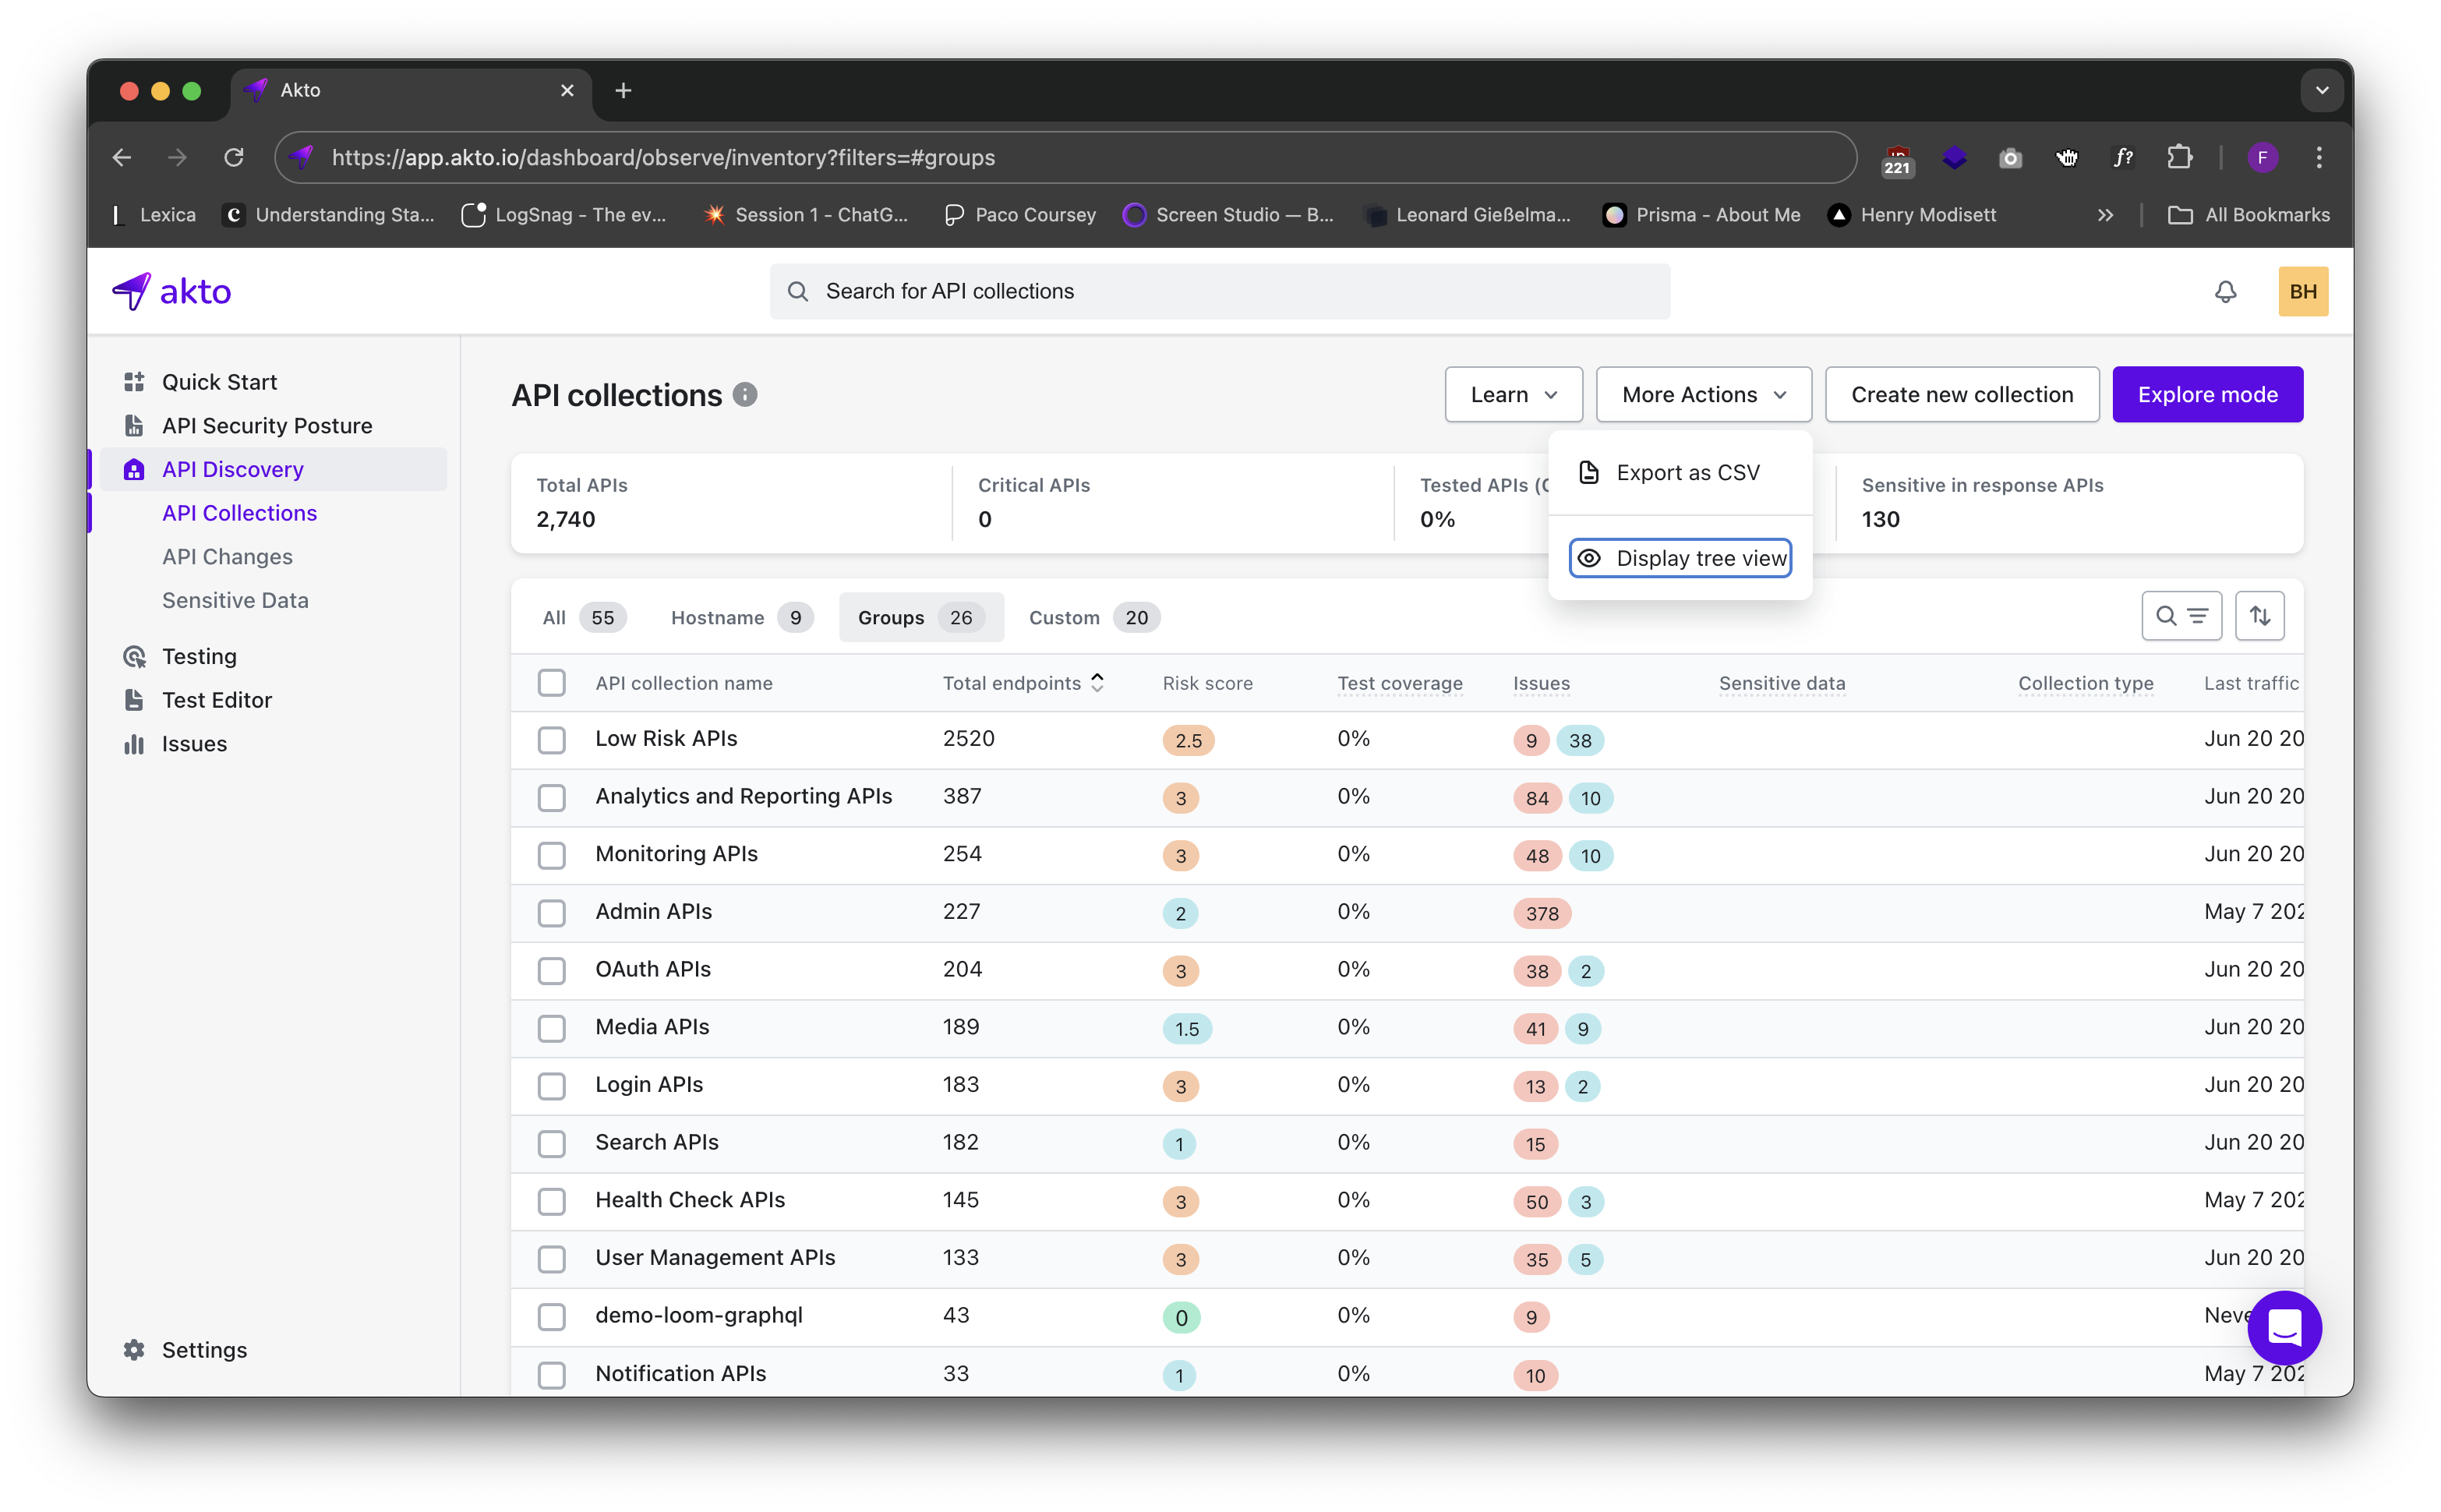 Akto
https://app.akto.io/dashboard/observe/inventory?filters=#groups
221
f?
F
Lexica
Understanding Sta...
LogSnag - The ev...
Session 1 - ChatG...
Paco Coursey
Screen Studio — B...
Leonard Gießelma...
Prisma - About Me
Henry Modisett
All Bookmarks
akto
Search for API collections
BH
Quick Start
API Security Posture
API Discovery
API Collections
API Changes
Sensitive Data
Testing
Test Editor
Issues
Settings
API collections
Learn
More Actions
Create new collection
Explore mode
Export as CSV
Display tree view
Total APIs
2,740
Critical APIs
0
Tested APIs (
0%
Sensitive in response APIs
130
All 55
Hostname 9
Groups 26
Custom 20
API collection name Total endpoints Risk score Test coverage Issues Sensitive data Collection type Last traffic
Low Risk APIs 2520 2.5 0% 9 38 Jun 20 20
Analytics and Reporting APIs 387 3 0% 84 10 Jun 20 20
Monitoring APIs 254 3 0% 48 10 Jun 20 20
Admin APIs 227 2 0% 378 May 7 202
OAuth APIs 204 3 0% 38 2 Jun 20 20
Media APIs 189 1.5 0% 41 9 Jun 20 20
Login APIs 183 3 0% 13 2 Jun 20 20
Search APIs 182 1 0% 15 Jun 20 20
Health Check APIs 145 3 0% 50 3 May 7 202
User Management APIs 133 3 0% 35 5 Jun 20 20
demo-loom-graphql 43 0 0% 9 Neve
Notification APIs 33 1 0% 10 May 7 202